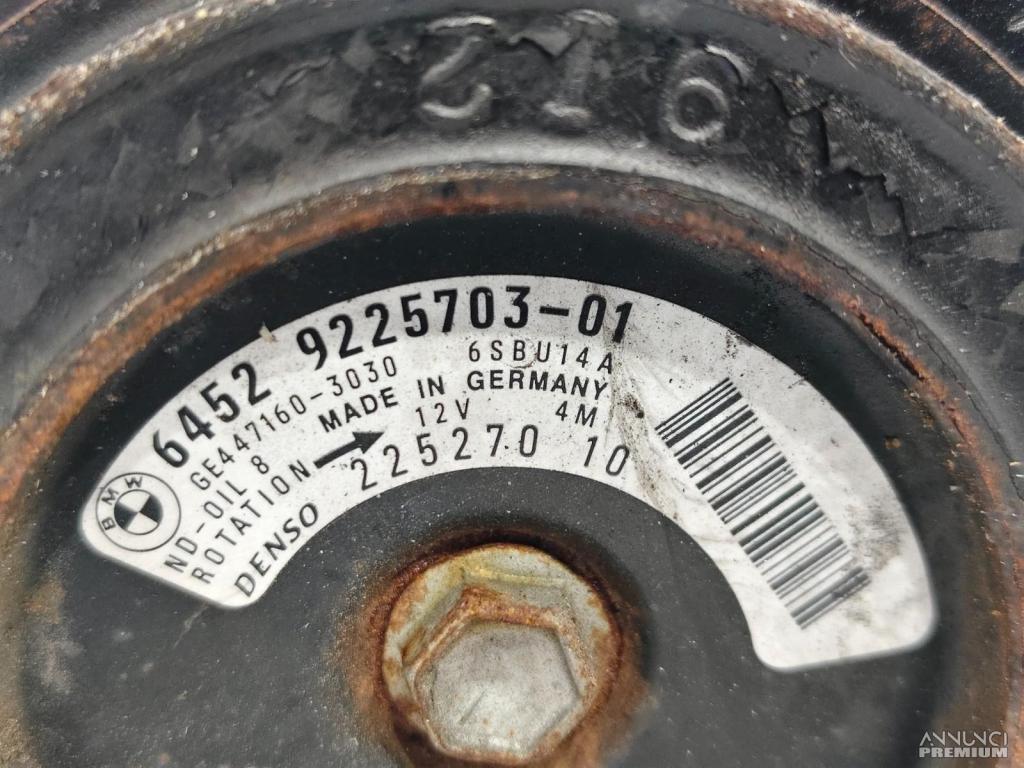 316
6452 9225703-01
GE447160-3030 6SBU14A
ND-OIL 8 MADE IN GERMANY
ROTATION 12V 4M
DENSO 225270 10
BMW
ANNUNCI
PREMIUM